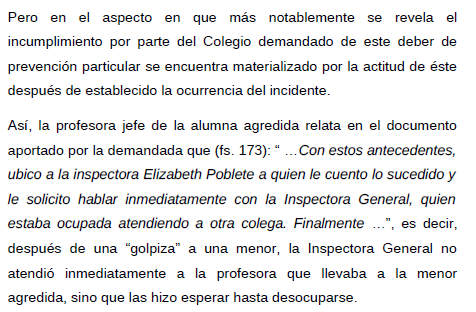 Pero en el aspecto en que más notablemente se revela el
incumplimiento por parte del Colegio demandado de este deber de
prevención particular se encuentra materializado por la actitud de éste
después de establecido la ocurrencia del incidente.
Así, la profesora jefe de la alumna agredida relata en el documento
aportado por la demandada que (fs. 173): “ …Con estos antecedentes,
ubico a la inspectora Elizabeth Poblete a quien le cuento lo sucedido y
le solicito hablar inmediatamente con la Inspectora General, quien
estaba ocupada atendiendo a otra colega. Finalmente …”, es decir,
después de una “golpiza” a una menor, la Inspectora General no
atendió inmediatamente a la profesora que llevaba a la menor
agredida, sino que las hizo esperar hasta desocuparse.